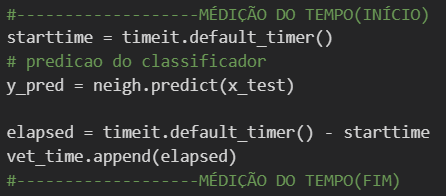 #-------------------MÉDIÇÃO DO TEMPO(INÍCIO)
starttime = timeit.default_timer()
# predicao do classificador
y_pred = neigh.predict(x_test)
elapsed = timeit.default_timer() - starttime
vet_time.append(elapsed)
#-------------------MÉDIÇÃO DO TEMPO(FIM)